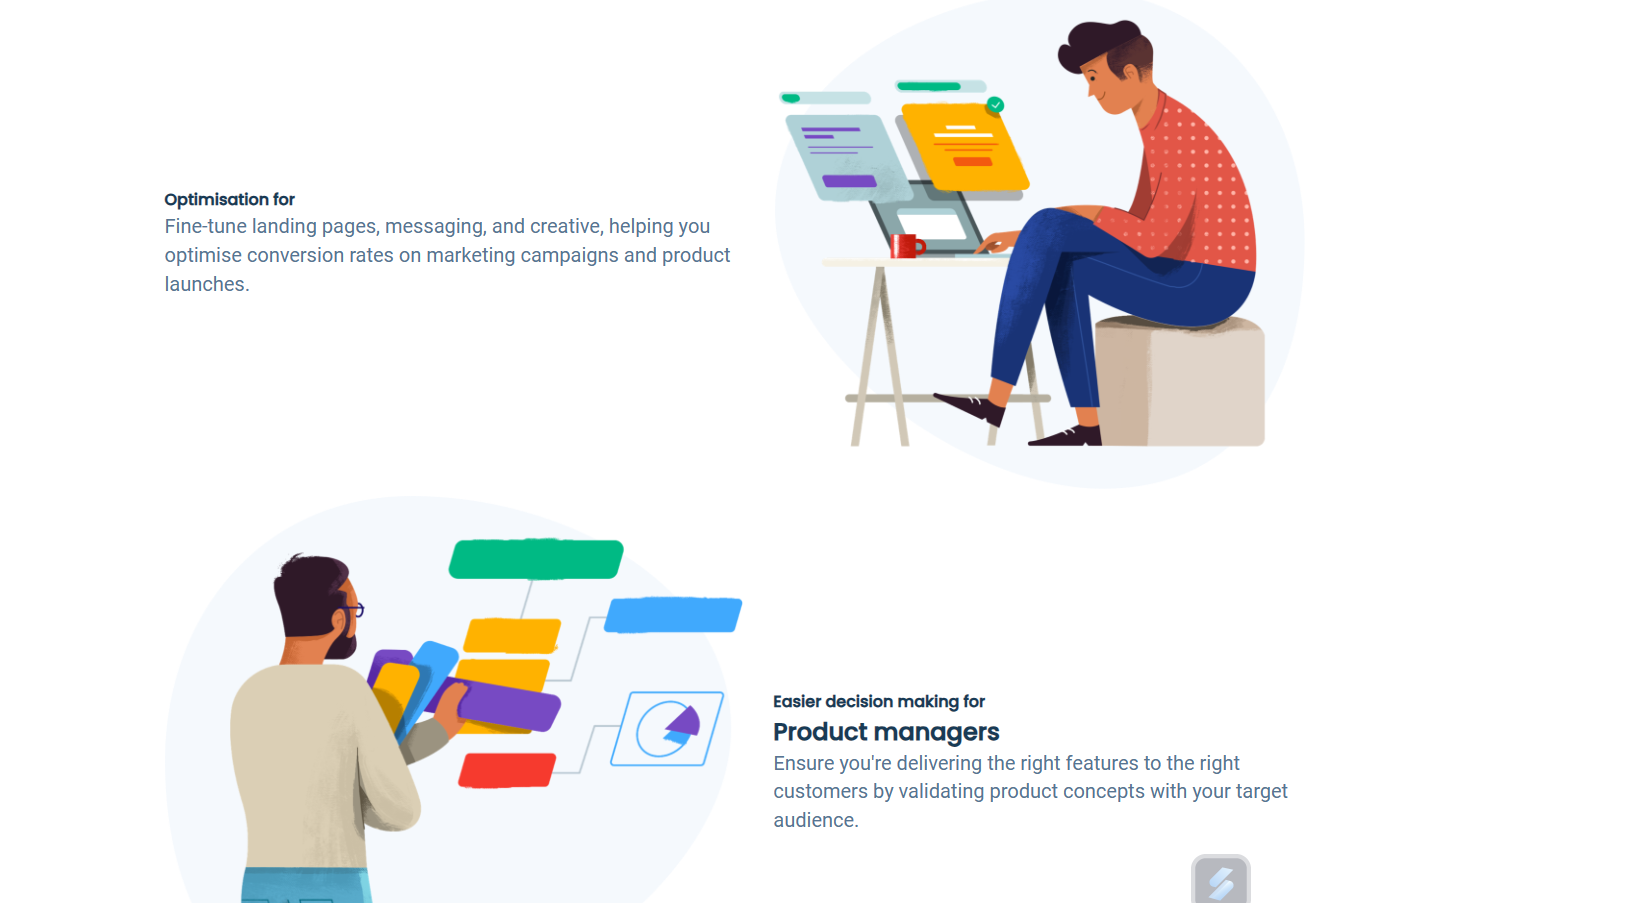 Optimisation for
Fine-tune landing pages, messaging, and creative, helping you
optimise conversion rates on marketing campaigns and product
launches.
Easier decision making for
Product managers
Ensure you're delivering the right features to the right
customers by validating product concepts with your target
audience.